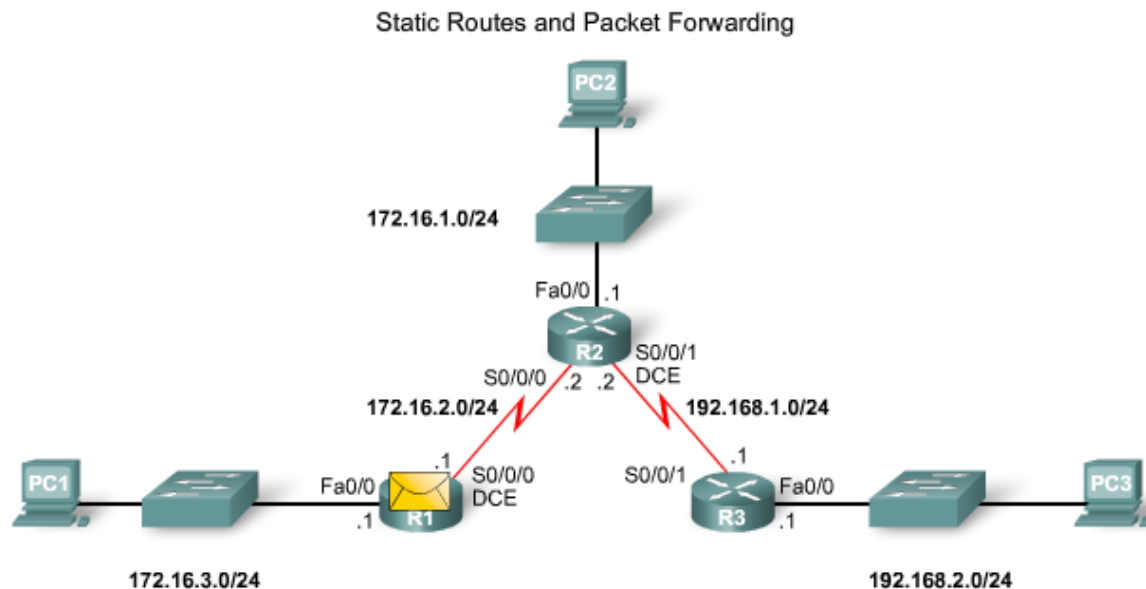 Static Routes and Packet Forwarding
PC2
172.16.1.0/24
Fa0/0
.1
R2
S0/0/1
DCE
S0/0/0
.2
.2
172.16.2.0/24
192.168.1.0/24
.1
S0/0/0
DCE
S0/0/1
.1
PC1
Fa0/0
.1
R1
R3
Fa0/0
.1
PC3
172.16.3.0/24
192.168.2.0/24